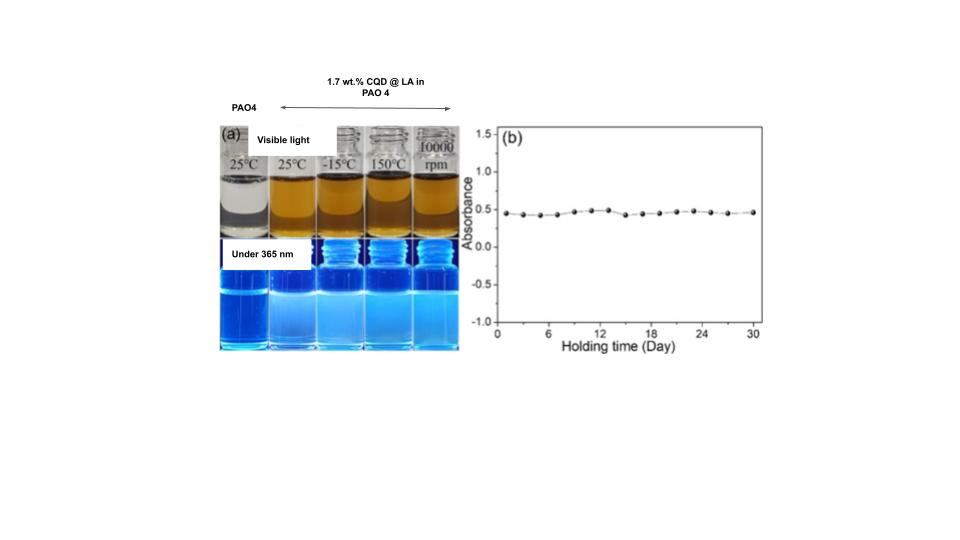 1.7 wt.% CQD @ LA in
PAO 4
PAO4
(a)
Visible light
25℃
25℃
-15℃
150℃
10000
rpm
Under 365 nm
(b)
Absorbance
1.5
1.0
0.5
0.0
-0.5
-1.0
0
6
12
18
24
30
Holding time (Day)